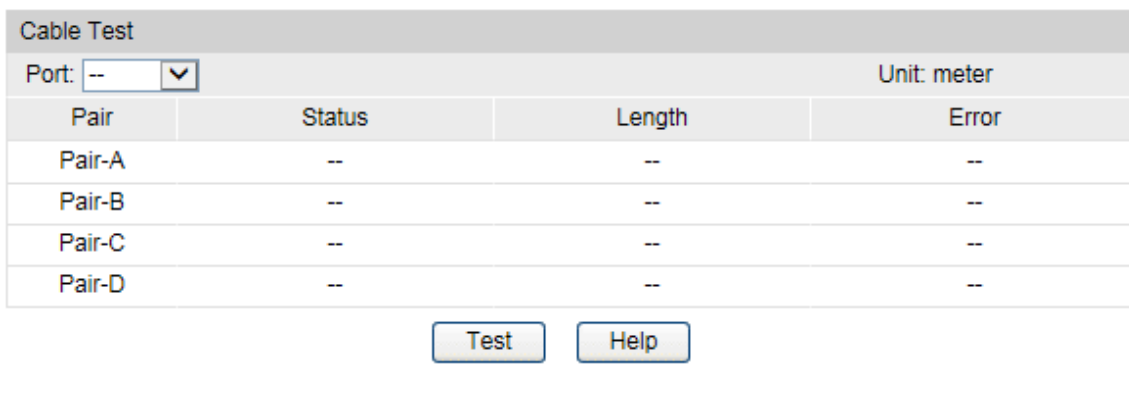 Cable Test
Port: -- Unit: meter
Pair Status Length Error
Pair-A -- -- --
Pair-B -- -- --
Pair-C -- -- --
Pair-D -- -- --
Test Help